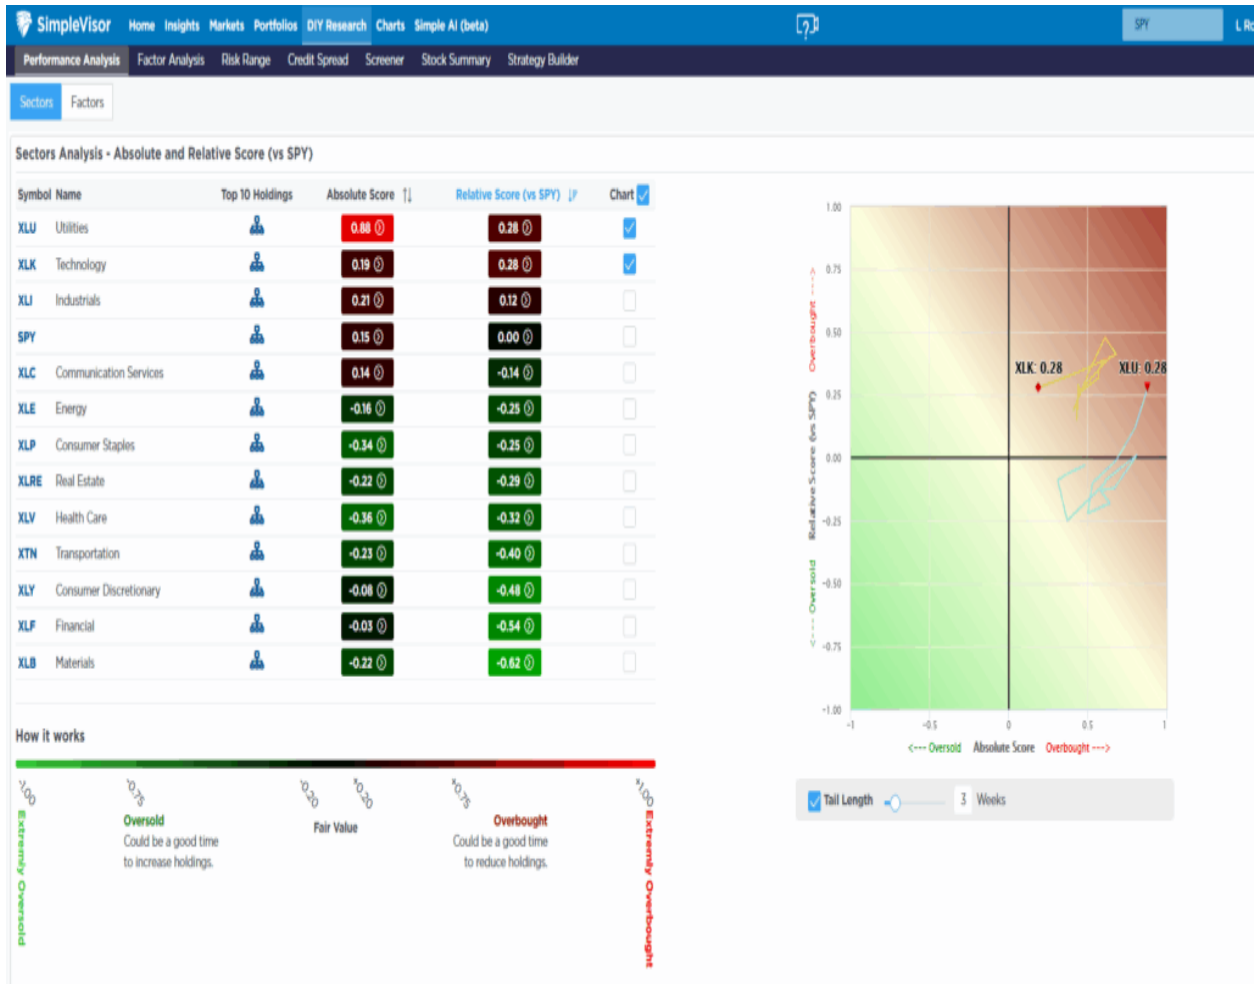 SimpleVisor Home Insights Markets Portfolios DIY Research Charts Simple AI (beta) SPY L Ro
Performance Analysis Factor Analysis Risk Range Credit Spread Screener Stock Summary Strategy Builder
Sectors Factors
Sectors Analysis - Absolute and Relative Score (vs SPY)
Symbol Name Top 10 Holdings Absolute Score Relative Score (vs SPY) Chart
XLU Utilities 0.88 0.28
XLK Technology 0.19 0.28
XLI Industrials 0.21 0.12
SPY 0.15 0.00
XLC Communication Services 0.14 -0.14
XLE Energy -0.16 -0.25
XLP Consumer Staples -0.34 -0.25
XLRE Real Estate -0.22 -0.29
XLV Health Care -0.36 -0.32
XTN Transportation -0.23 -0.40
XLY Consumer Discretionary -0.08 -0.48
XLF Financial -0.03 -0.54
XLB Materials -0.22 -0.62
How it works
-1.00 -0.75 -0.20 +0.20 +0.75 +1.00
Extremly Oversold
Oversold
Could be a good time
to increase holdings.
Fair Value
Overbought
Could be a good time
to reduce holdings.
Extremly Overbought
1.00
0.75
0.50
0.25
0.00
-0.25
-0.50
-0.75
-1.00
<--- Oversold Relative Score (vs SPY) Overbought --->
XLK: 0.28 XLU: 0.28
-1 -0.5 0 0.5 1
<--- Oversold Absolute Score Overbought --->
Tail Length 3 Weeks